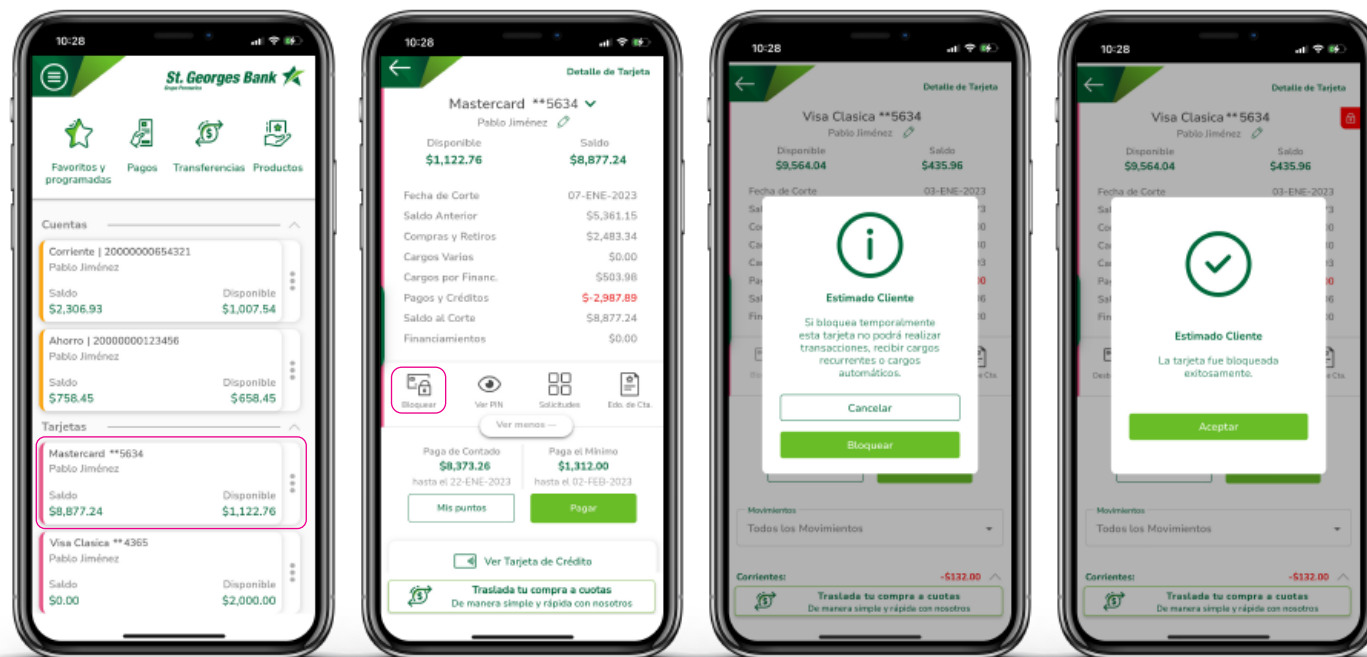 10:28
St. Georges Bank
Favoritos y
programadas
Pagos
Transferencias
Productos
Cuentas
Corriente | 20000000654321
Pablo Jiménez
Saldo Disponible
$2,306.93 $1,007.54
Ahorro | 20000000123456
Pablo Jiménez
Saldo Disponible
$758.45 $658.45
Tarjetas
Mastercard **5634
Pablo Jiménez
Saldo Disponible
$8,877.24 $1,122.76
Visa Clasica **4365
Pablo Jiménez
Saldo Disponible
$0.00 $2,000.00
10:28
Detalle de Tarjeta
Mastercard **5634
Pablo Jiménez
Disponible Saldo
$1,122.76 $8,877.24
Fecha de Corte 07-ENE-2023
Saldo Anterior $5,361.15
Compras y Retiros $2,483.34
Cargos Varios $0.00
Cargos por Financ. $503.98
Pagos y Créditos $-2,987.89
Saldo al Corte $8,877.24
Financiamientos $0.00
Bloquear Ver PIN Solicitudes Edo. de Cta.
Ver menos
Paga de Contado Paga el Mínimo
$8,373.26 $1,312.00
hasta el 22-ENE-2023 hasta el 02-FEB-2023
Mis puntos Pagar
Ver Tarjeta de Crédito
Traslada tu compra a cuotas
De manera simple y rápida con nosotros
10:28
Detalle de Tarjeta
Visa Clasica **5634
Pablo Jiménez
Disponible Saldo
$9,564.04 $435.96
Fecha de Corte 03-ENE-2023
Estimado Cliente
Si bloquea temporalmente
esta tarjeta no podrá realizar
transacciones, recibir cargos
recurrentes o cargos
automáticos.
Cancelar
Bloquear
Movimientos
Todos los Movimientos
Corrientes: -$132.00
Traslada tu compra a cuotas
De manera simple y rápida con nosotros
10:28
Detalle de Tarjeta
Visa Clasica **5634
Pablo Jiménez
Disponible Saldo
$9,564.04 $435.96
Fecha de Corte 03-ENE-2023
Estimado Cliente
La tarjeta fue bloqueada
exitosamente.
Aceptar
Movimientos
Todos los Movimientos
Corrientes: -$132.00
Traslada tu compra a cuotas
De manera simple y rápida con nosotros